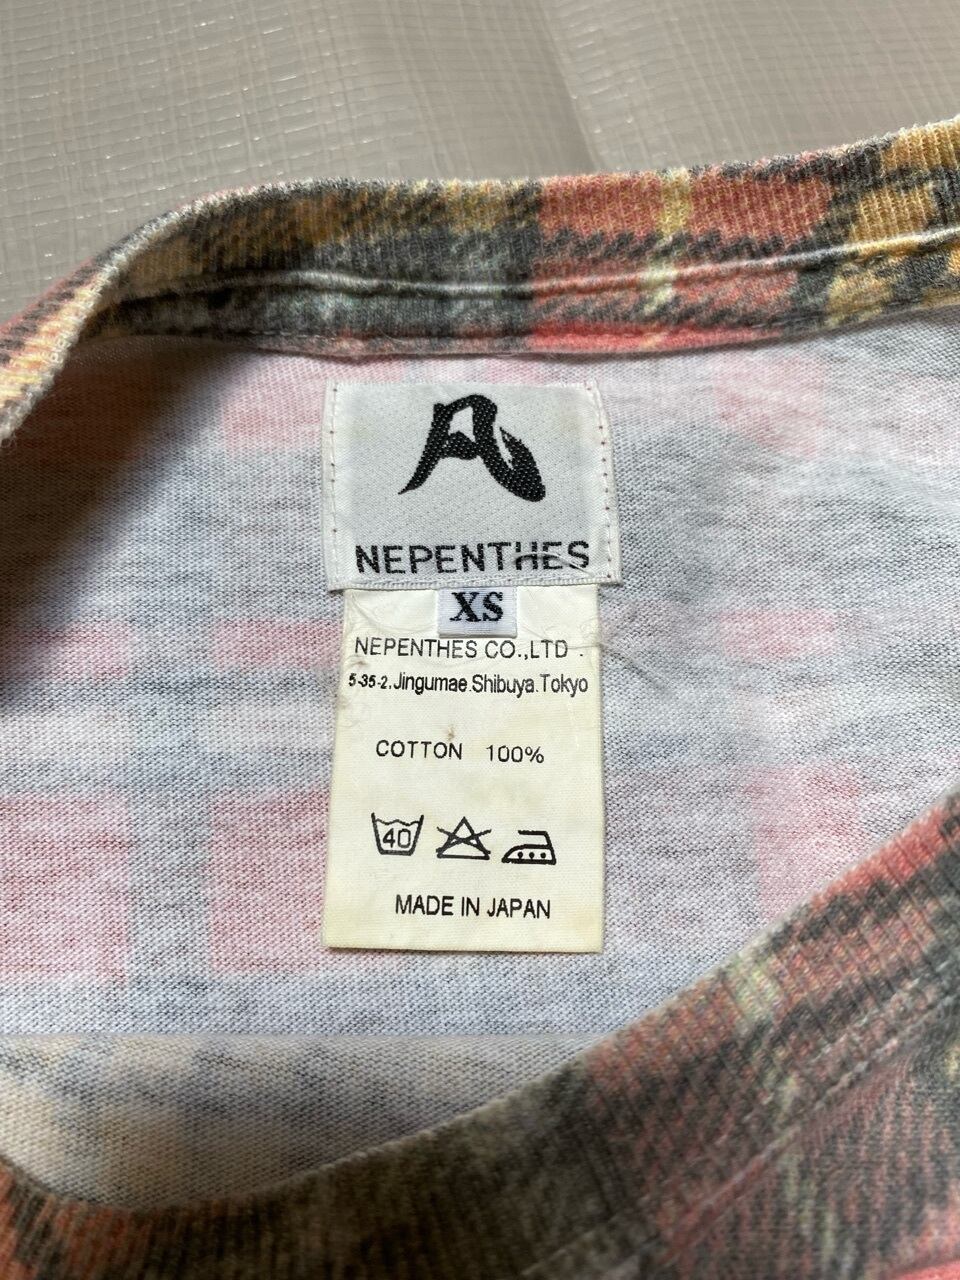 NEPENTHES
XS
NEPENTHES CO.,LTD.
5-35-2.Jingumae.Shibuya.Tokyo
COTTON 100%
40
MADE IN JAPAN